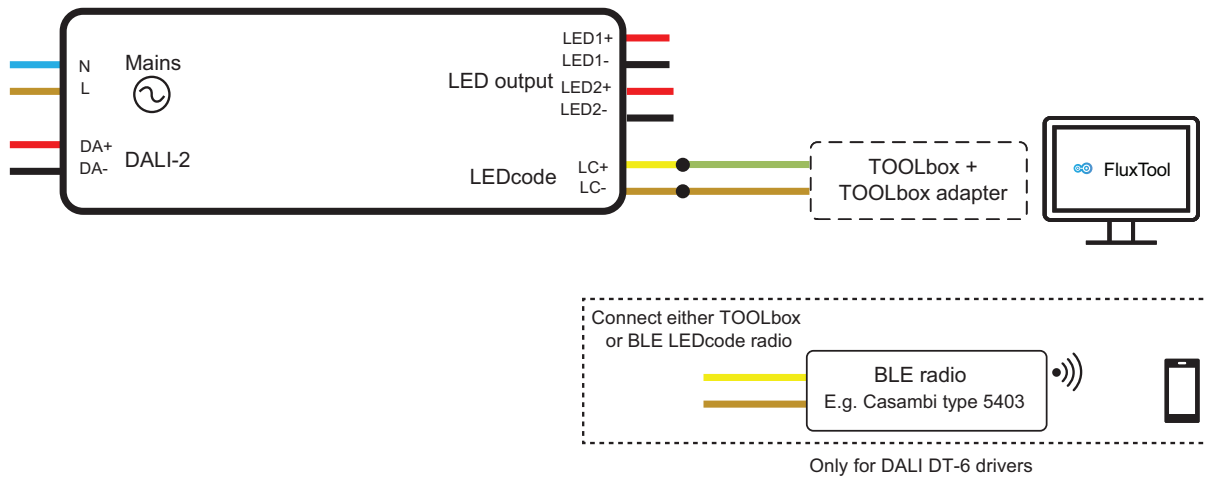 N
L
Mains
DA+
DA-
DALI-2
LED output
LED1+
LED1-
LED2+
LED2-
LEDcode
LC+
LC-
TOOLbox +
TOOLbox adapter
FluxTool
Connect either TOOLbox
or BLE LEDcode radio
BLE radio
E.g. Casambi type 5403
Only for DALI DT-6 drivers